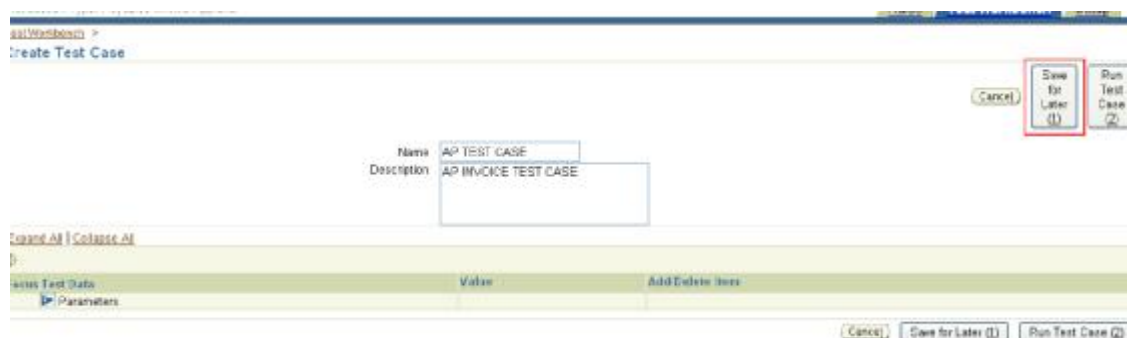 Create Test Case
Cancel
Save
for
Later
(1)
Run
Test
Case
(2)
Name AP TEST CASE
Description AP INVOICE TEST CASE
Expand All | Collapse All
Focus Test Data Value Add/Delete Item
Parameters
Cancel Save for Later (1) Run Test Case (2)